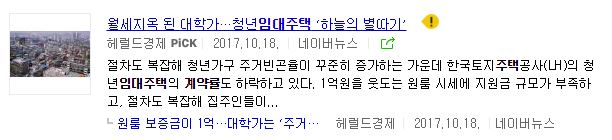 월세지옥 된 대학가…청년임대주택 ‘하늘의 별따기’
헤럴드경제 PiCK | 2017.10.18. | 네이버뉴스 |
절차도 복잡해 청년가구 주거빈곤율이 꾸준히 증가하는 가운데 한국토지주택공사(LH)의 청
년임대주택의 계약률도 하락하고 있다. 1억원을 웃도는 원룸 시세에 지원금 규모가 부족하
고, 절차도 복잡해 집주인들이...
원룸 보증금이 1억…대학가는 ‘주거… 헤럴드경제 | 2017.10.18. | 네이버뉴스